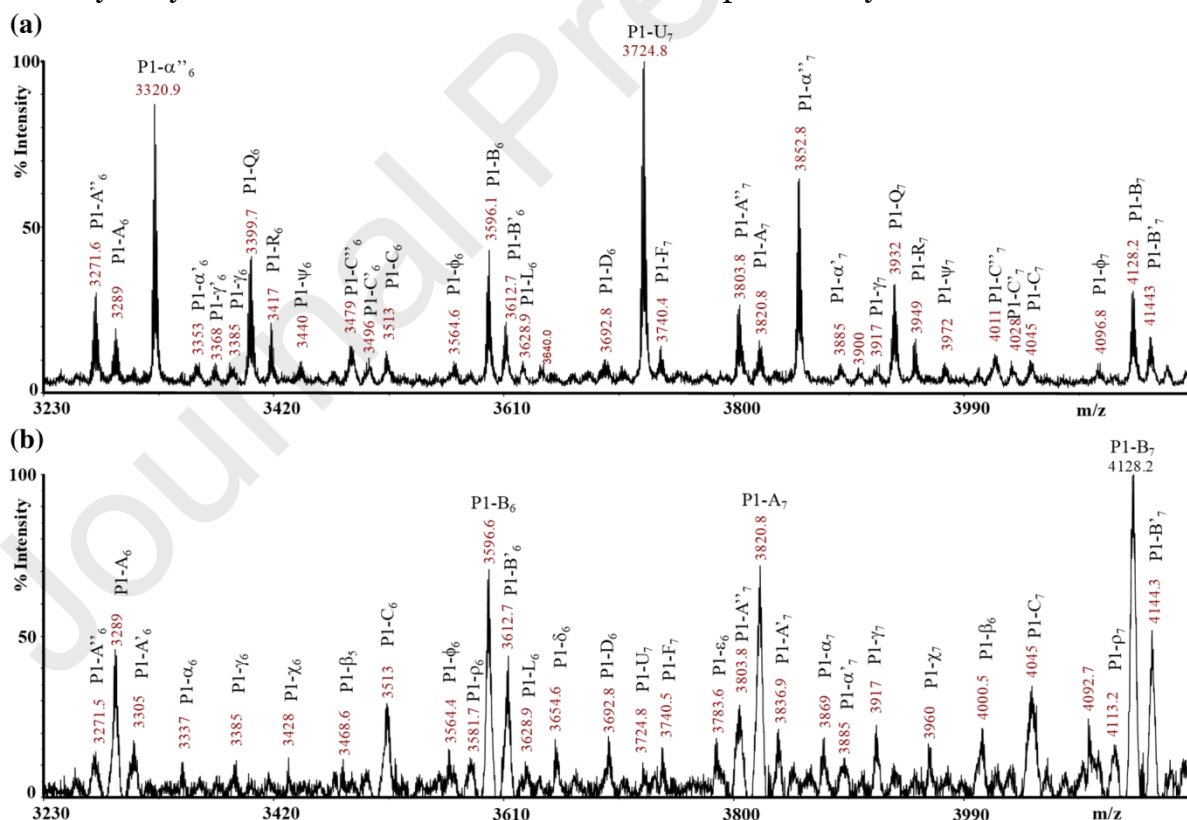 (a)
Journal Pre
% Intensity
100
50
0
P1-A''6 3271.6
P1-A6 3289
P1-α''6 3320.9
P1-α'6 3353
P1-γ'6 3368
P1-γ6 3385
P1-Q6 3399.7
P1-R6 3417
P1-ψ6 3440
P1-C'''6 3479
P1-C'6 3496
P1-C6 3513
P1-ϕ6 3564.6
P1-B6 3596.1
P1-B'6 3612.7
P1-L6 3628.9
3640.0
P1-D6 3692.8
P1-U7 3724.8
P1-F7 3740.4
P1-A''7 3803.8
P1-A7 3820.8
P1-α''7 3852.8
P1-α'7 3885
3900
P1-γ7 3917
P1-Q7 3932
P1-R7 3949
P1-ψ7 3972
P1-C'''7 4011
P1-C'7 4028
P1-C7 4045
P1-ϕ7 4096.8
P1-B7 4128.2
P1-B'7 41443
3230 3420 3610 3800 3990 m/z
(b)
% Intensity
100
50
0
P1-A''6 3271.5
P1-A6 3289
P1-A'6 3305
P1-α6 3337
P1-γ6 3385
P1-χ6 3428
P1-β5 3468.6
P1-C6 3513
P1-ϕ6 3564.4
P1-ρ6 3581.7
P1-B6 3596.6
P1-B'6 3612.7
P1-L6 3628.9
P1-δ6 3654.6
P1-D6 3692.8
P1-U7 3724.8
P1-F7 3740.5
P1-ε6 3783.6
P1-A''7 3803.8
P1-A7 3820.8
P1-A'7 3836.9
P1-α7 3869
P1-α'7 3885
P1-γ7 3917
P1-χ7 3960
P1-β6 4000.5
P1-C7 4045
4092.7
P1-ρ7 4113.2
P1-B7 4128.2
P1-B'7 4144.3
3230 3420 3610 3800 3990 m/z